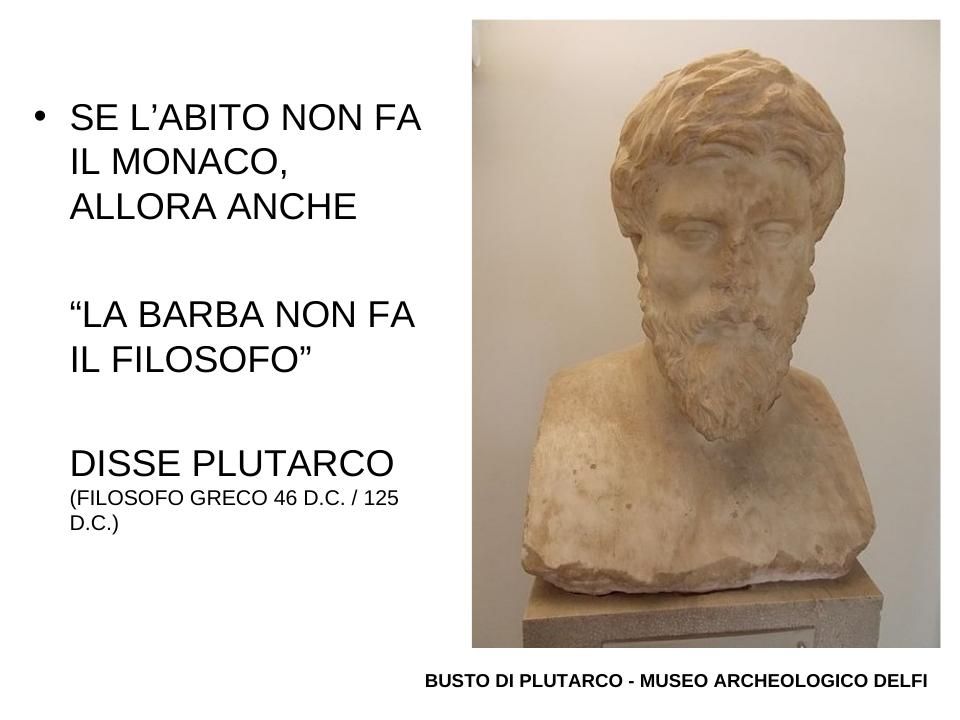 • SE L’ABITO NON FA
IL MONACO,
ALLORA ANCHE
“LA BARBA NON FA
IL FILOSOFO”
DISSE PLUTARCO
(FILOSOFO GRECO 46 D.C. / 125
D.C.)
BUSTO DI PLUTARCO - MUSEO ARCHEOLOGICO DELFI